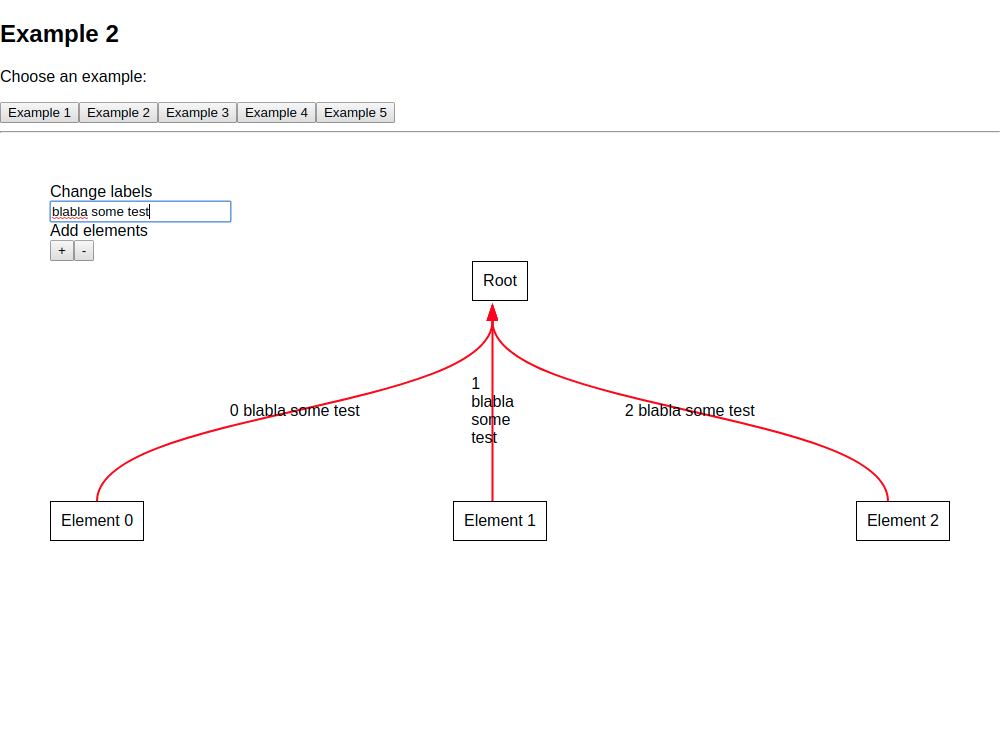 Example 2
Choose an example:
Example 1 Example 2 Example 3 Example 4 Example 5
Change labels
blabla some test
Add elements
+ -
Root
0 blabla some test
1
blabla
some
test
2 blabla some test
Element 0
Element 1
Element 2